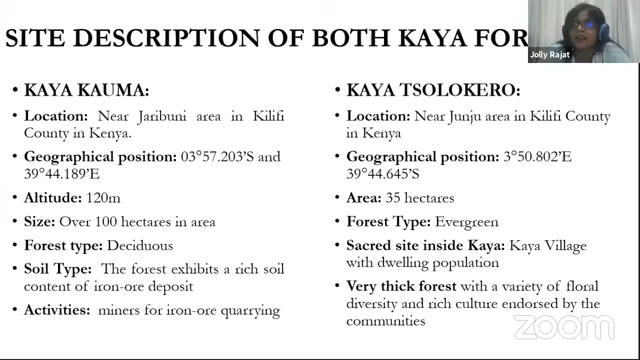 SITE DESCRIPTION OF BOTH KAYA FOR
Jolly Rajat
• KAYA KAUMA:
• Location: Near Jaribuni area in Kilifi
County in Kenya.
• Geographical position: 03°57.203’S and
39°44.189’E
• Altitude: 120m
• Size: Over 100 hectares in area
• Forest type: Deciduous
• Soil Type: The forest exhibits a rich soil
content of iron-ore deposit
• Activities: miners for iron-ore quarrying
• KAYA TSOLOKERO:
• Location: Near Junju area in Kilifi County
in Kenya
• Geographical position: 3°50.802’E
39°44.645’S
• Area: 35 hectares
• Forest Type: Evergreen
• Sacred site inside Kaya: Kaya Village
with dwelling population
• Very thick forest with a variety of floral
diversity and rich culture endorsed by the
communities
zoom